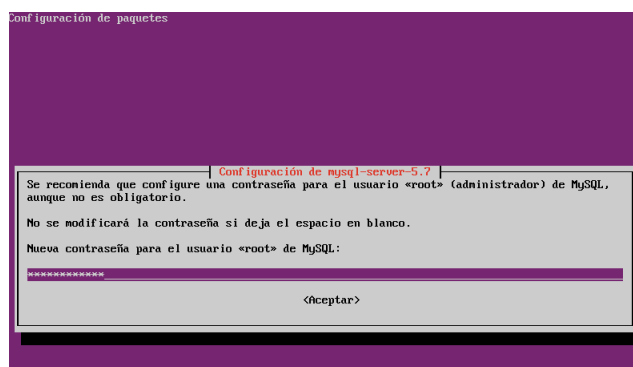 Configuración de paquetes
Configuración de mysql-server-5.7
Se recomienda que configure una contraseña para el usuario «root» (administrador) de MySQL,
aunque no es obligatorio.
No se modificará la contraseña si deja el espacio en blanco.
Nueva contraseña para el usuario «root» de MySQL:
************
<Aceptar>